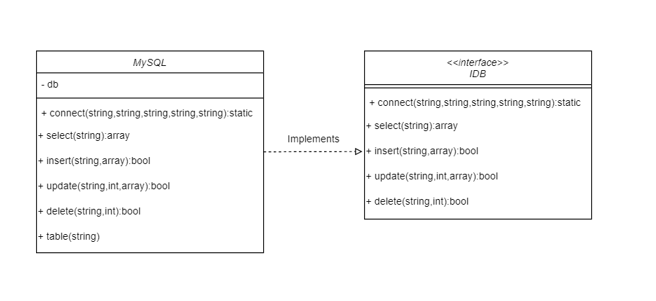 MySQL
- db
+ connect(string,string,string,string,string):static
+ select(string):array
+ insert(string,array):bool
+ update(string,int,array):bool
+ delete(string,int):bool
+ table(string)
Implements
<<interface>>
IDB
+ connect(string,string,string,string,string):static
+ select(string):array
+ insert(string,array):bool
+ update(string,int,array):bool
+ delete(string,int):bool